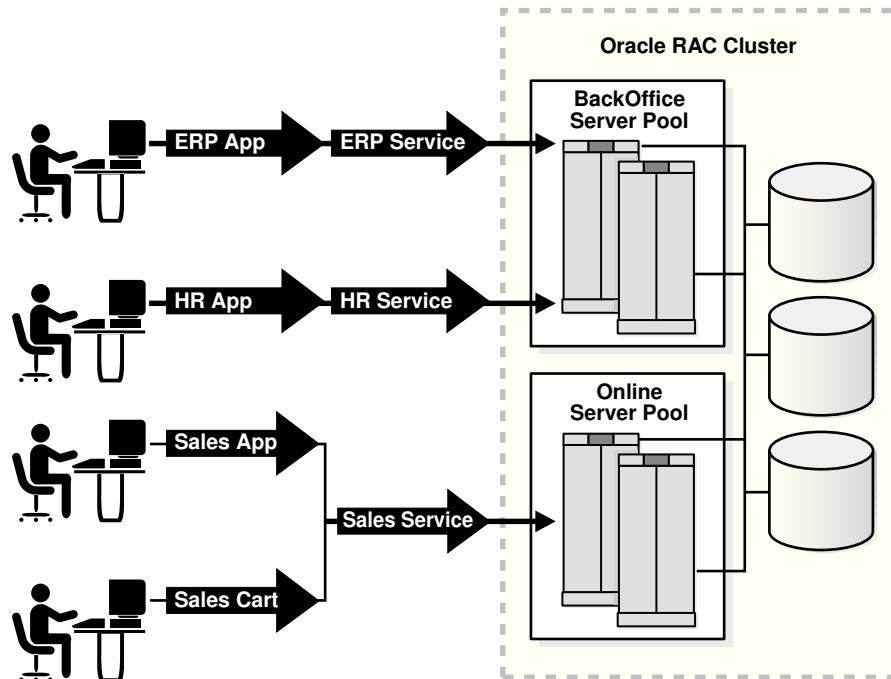 Oracle RAC Cluster
BackOffice
Server Pool
ERP App
ERP Service
HR App
HR Service
Online
Server Pool
Sales App
Sales Service
Sales Cart